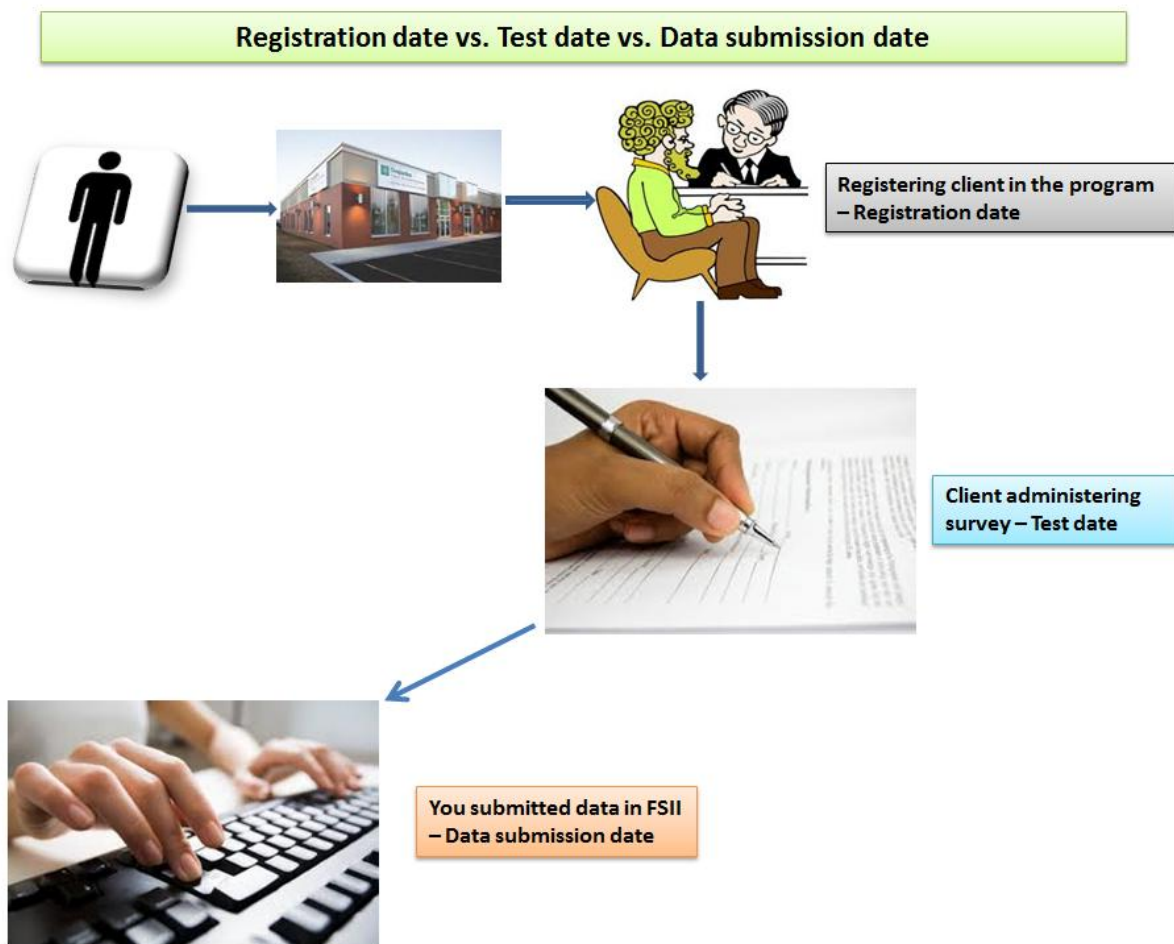 Registration date vs. Test date vs. Data submission date
Registering client in the program
– Registration date
Client administering
survey – Test date
You submitted data in FSII
– Data submission date